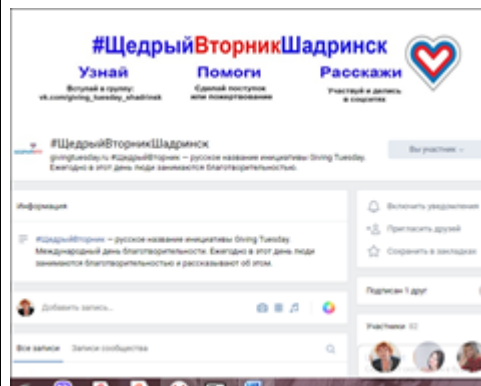 #ЩедрыйВторникШадринск
Узнай Помоги Расскажи
Вступай в группу: Сделай поступок Участвуй и делись
vk.com/giving_tuesday_shadrinsk или пожертвование в соцсетях
#ЩедрыйВторникШадринск
givingtuesday.ru #ЩедрыйВторник — русское название инициативы Giving Tuesday.
Ежегодно в этот день люди занимаются благотворительностью.
Вы участник
Информация
#ЩедрыйВторник — русское название инициативы Giving Tuesday.
Международный день благотворительности. Ежегодно в этот день люди
занимаются благотворительностью и рассказывают об этом.
Добавить запись...
Все записи Записи сообщества
Включить уведомления
Пригласить друзей
Сохранить в закладках
Подписан 1 друг
Участники 82